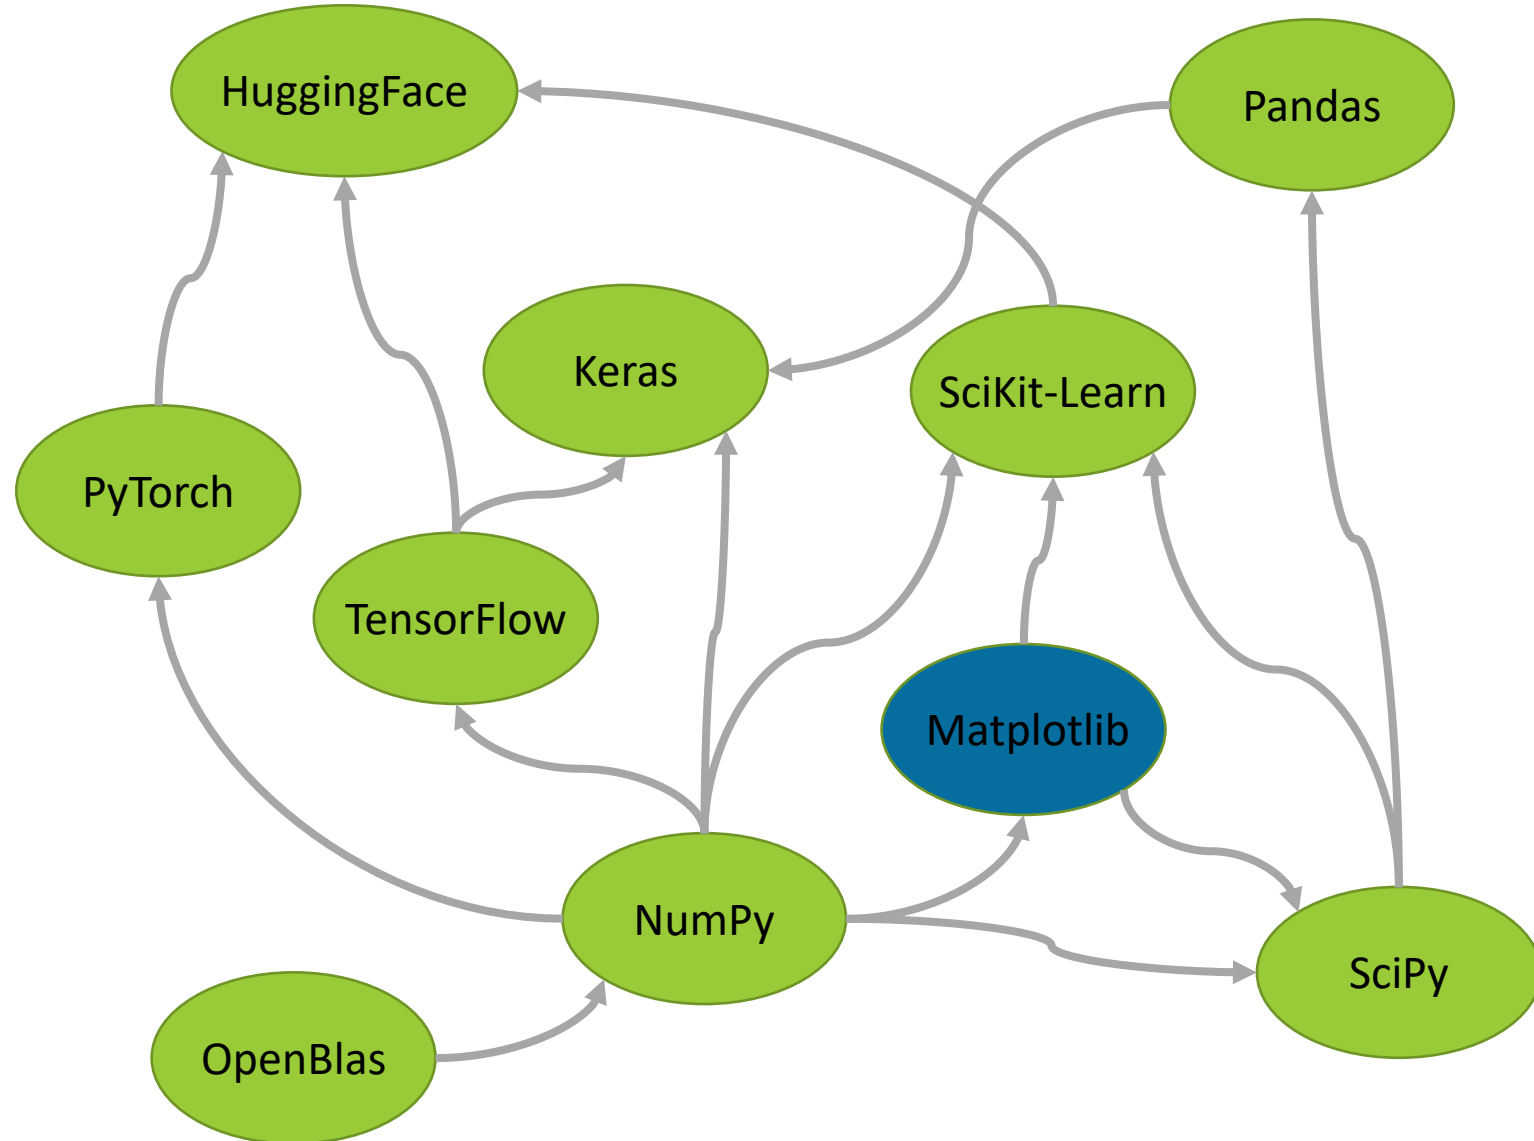 HuggingFace
Pandas
Keras
SciKit-Learn
PyTorch
TensorFlow
Matplotlib
NumPy
SciPy
OpenBlas